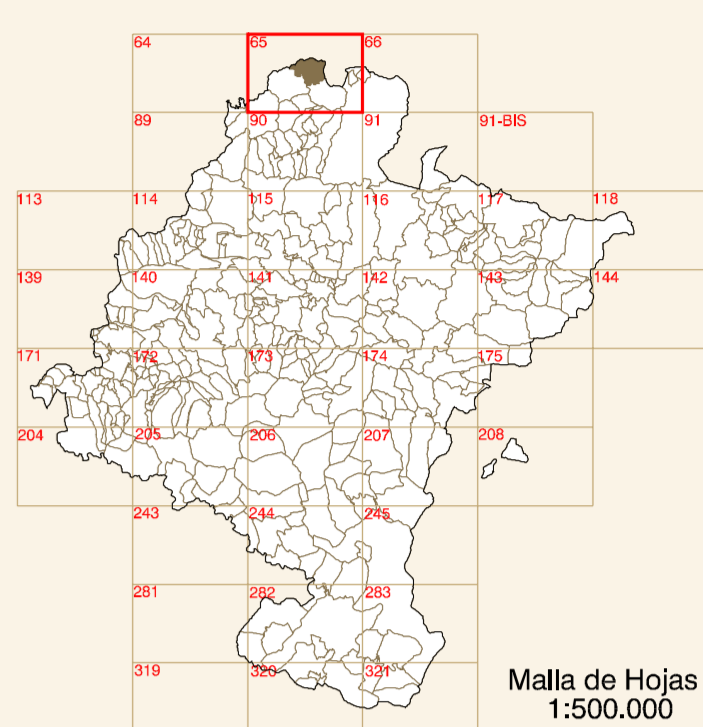 64 65 66
89 90 91 91-BIS
113 114 115 116 117 118
139 140 141 142 143 144
171 172 173 174 175
204 205 206 207 208
243 244 245
281 282 283
319 320 321
Malla de Hojas
1:500.000